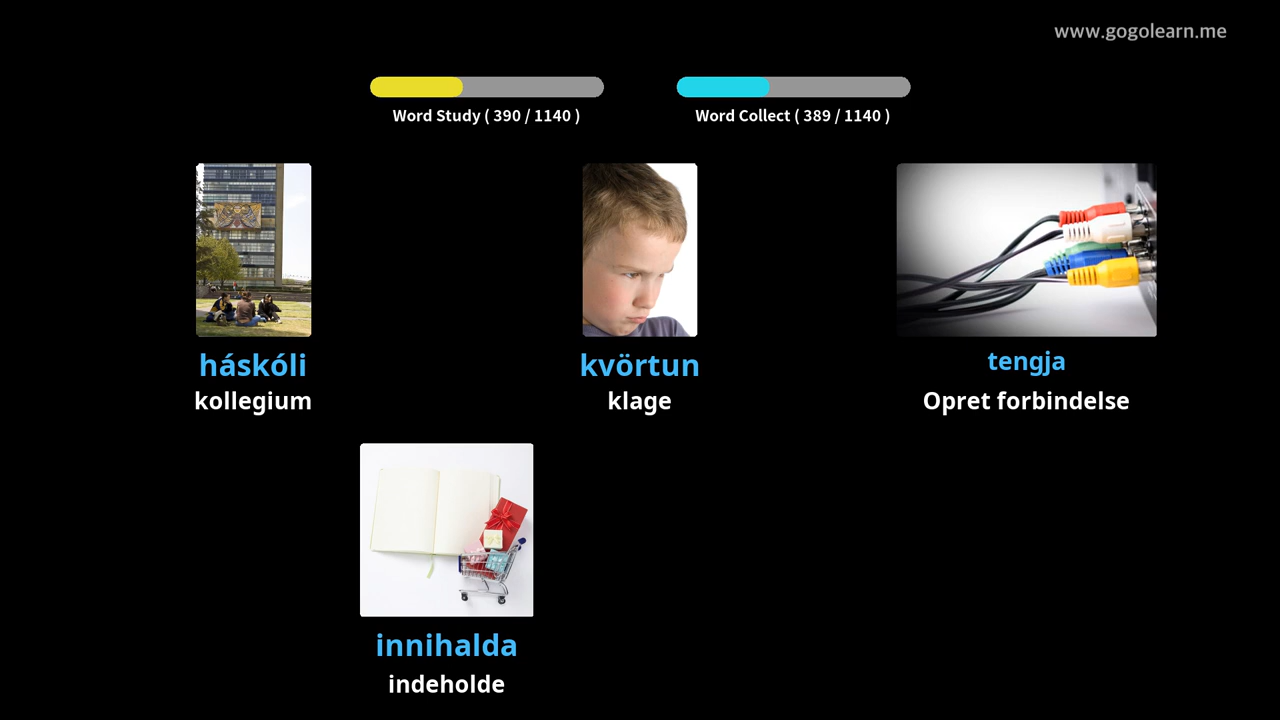 www.gogolearn.me
Word Study ( 390 / 1140 )
Word Collect ( 389 / 1140 )
háskóli
kollegium
kvörtun
klage
tengja
Opret forbindelse
innihalda
indeholde